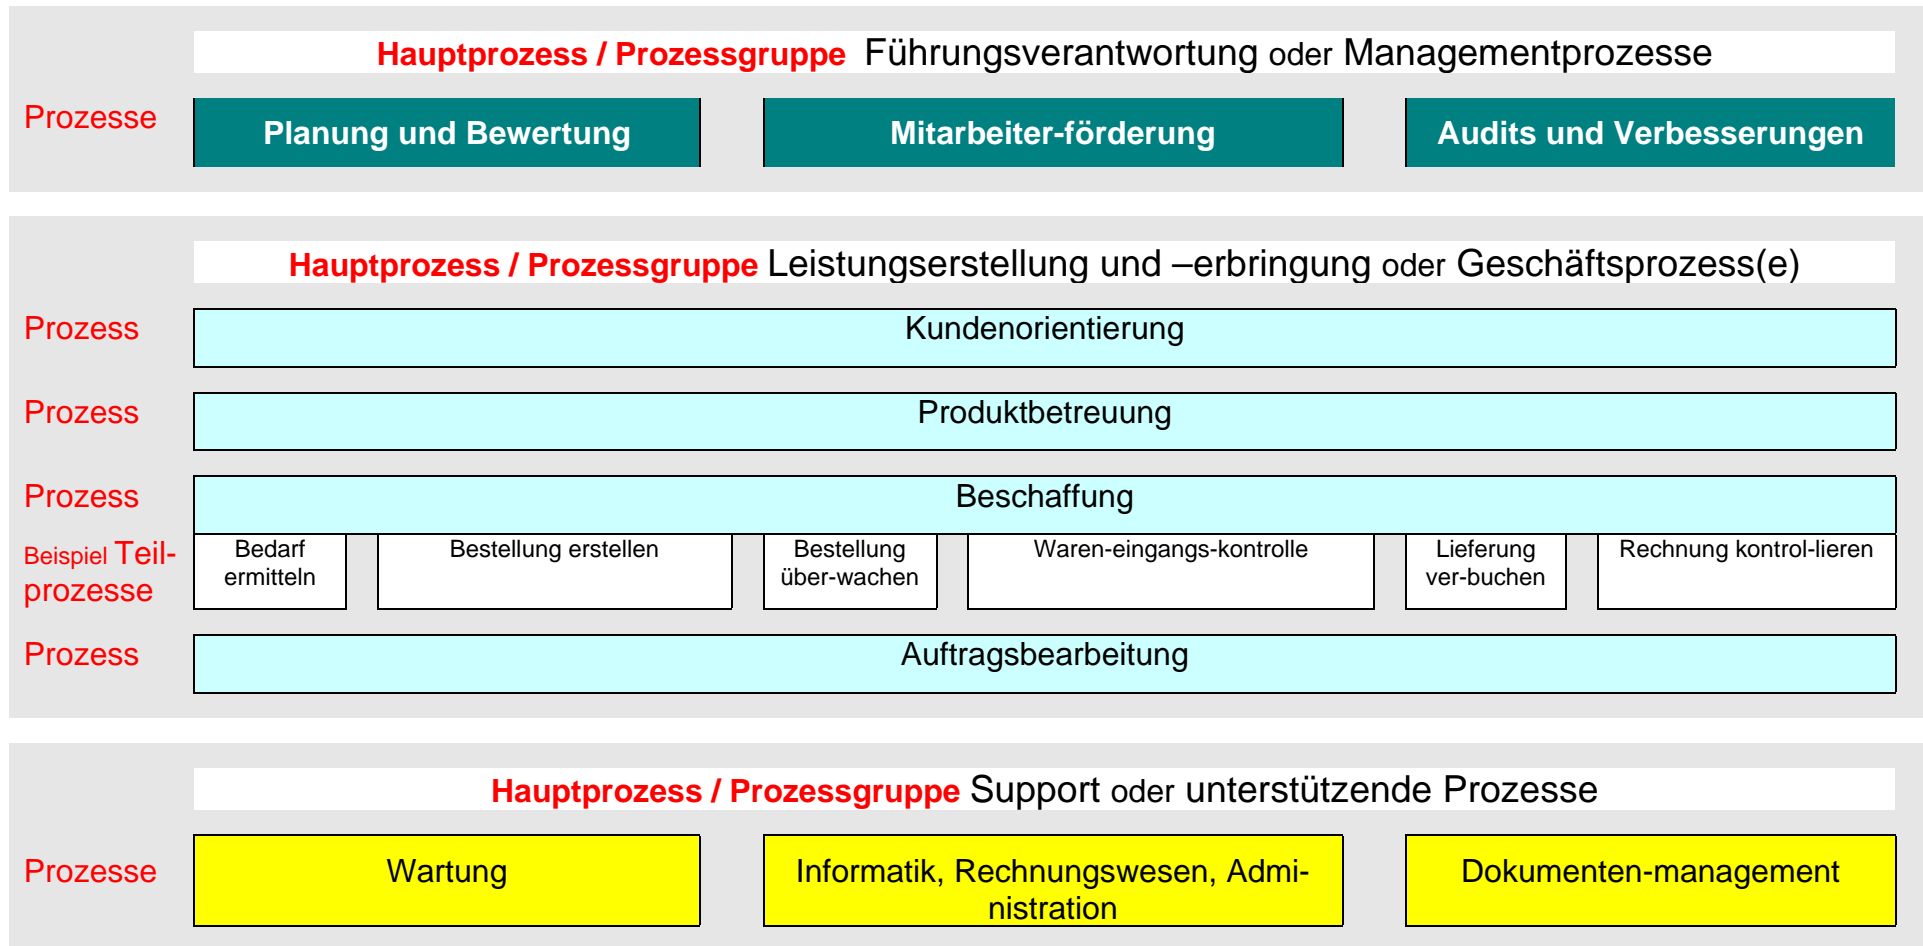 Hauptprozess / Prozessgruppe Führungsverantwortung oder Managementprozesse
Prozesse
Planung und Bewertung
Mitarbeiter-förderung
Audits und Verbesserungen
Hauptprozess / Prozessgruppe Leistungserstellung und –erbringung oder Geschäftsprozess(e)
Prozess
Kundenorientierung
Prozess
Produktbetreuung
Prozess
Beschaffung
Beispiel Teil-
prozesse
Bedarf
ermitteln
Bestellung erstellen
Bestellung
über-wachen
Waren-eingangs-kontrolle
Lieferung
ver-buchen
Rechnung kontrol-lieren
Prozess
Auftragsbearbeitung
Hauptprozess / Prozessgruppe Support oder unterstützende Prozesse
Prozesse
Wartung
Informatik, Rechnungswesen, Admi-
nistration
Dokumenten-management